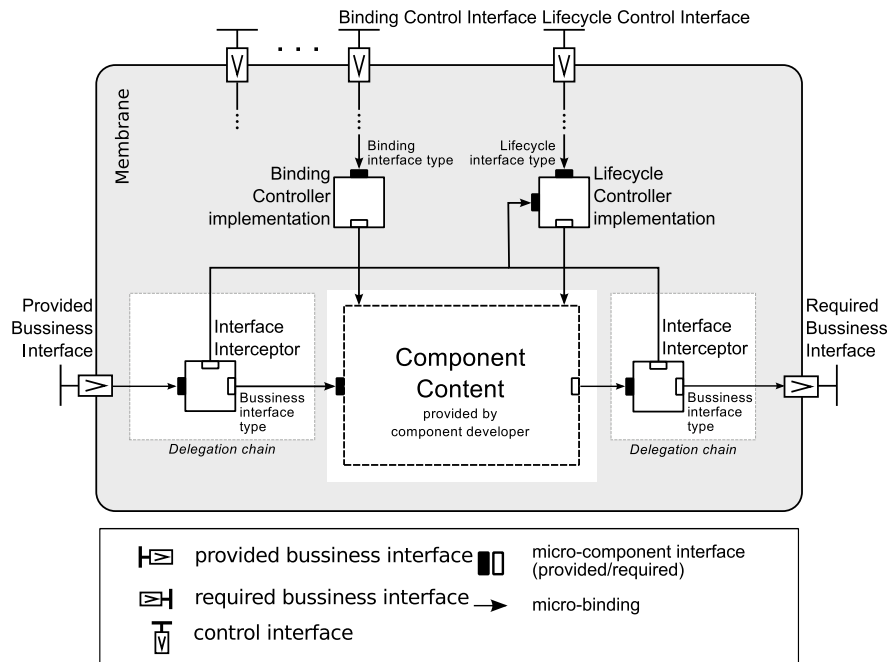 Binding Control Interface Lifecycle Control Interface
. . .
Membrane
Binding
interface type
Lifecycle
interface type
Binding
Controller
implementation
Lifecycle
Controller
implementation
Provided
Bussiness
Interface
Interface
Interceptor
Bussiness
interface
type
Delegation chain
Component
Content
provided by
component developer
Interface
Interceptor
Bussiness
interface
type
Delegation chain
Required
Bussiness
Interface
provided bussiness interface
required bussiness interface
control interface
micro-component interface
(provided/required)
micro-binding